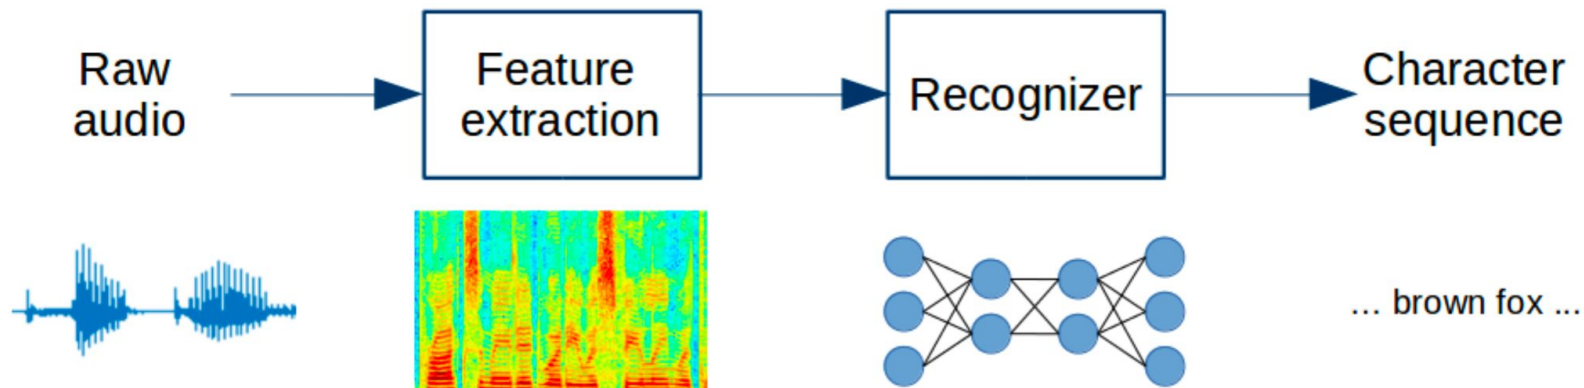 Raw
audio
Feature
extraction
Recognizer
Character
sequence
... brown fox ...